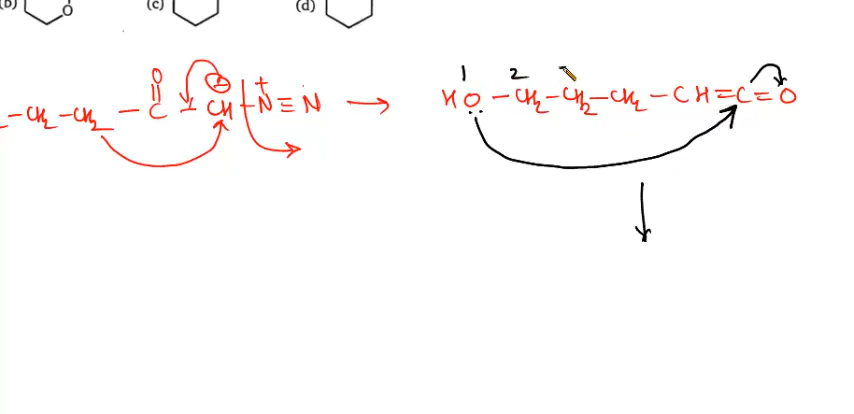 (b) O (c) (d)
O
1 2
–CH2–CH2–C–CH–N≡N → HO–CH2–CH2–CH2–CH=C=O
+